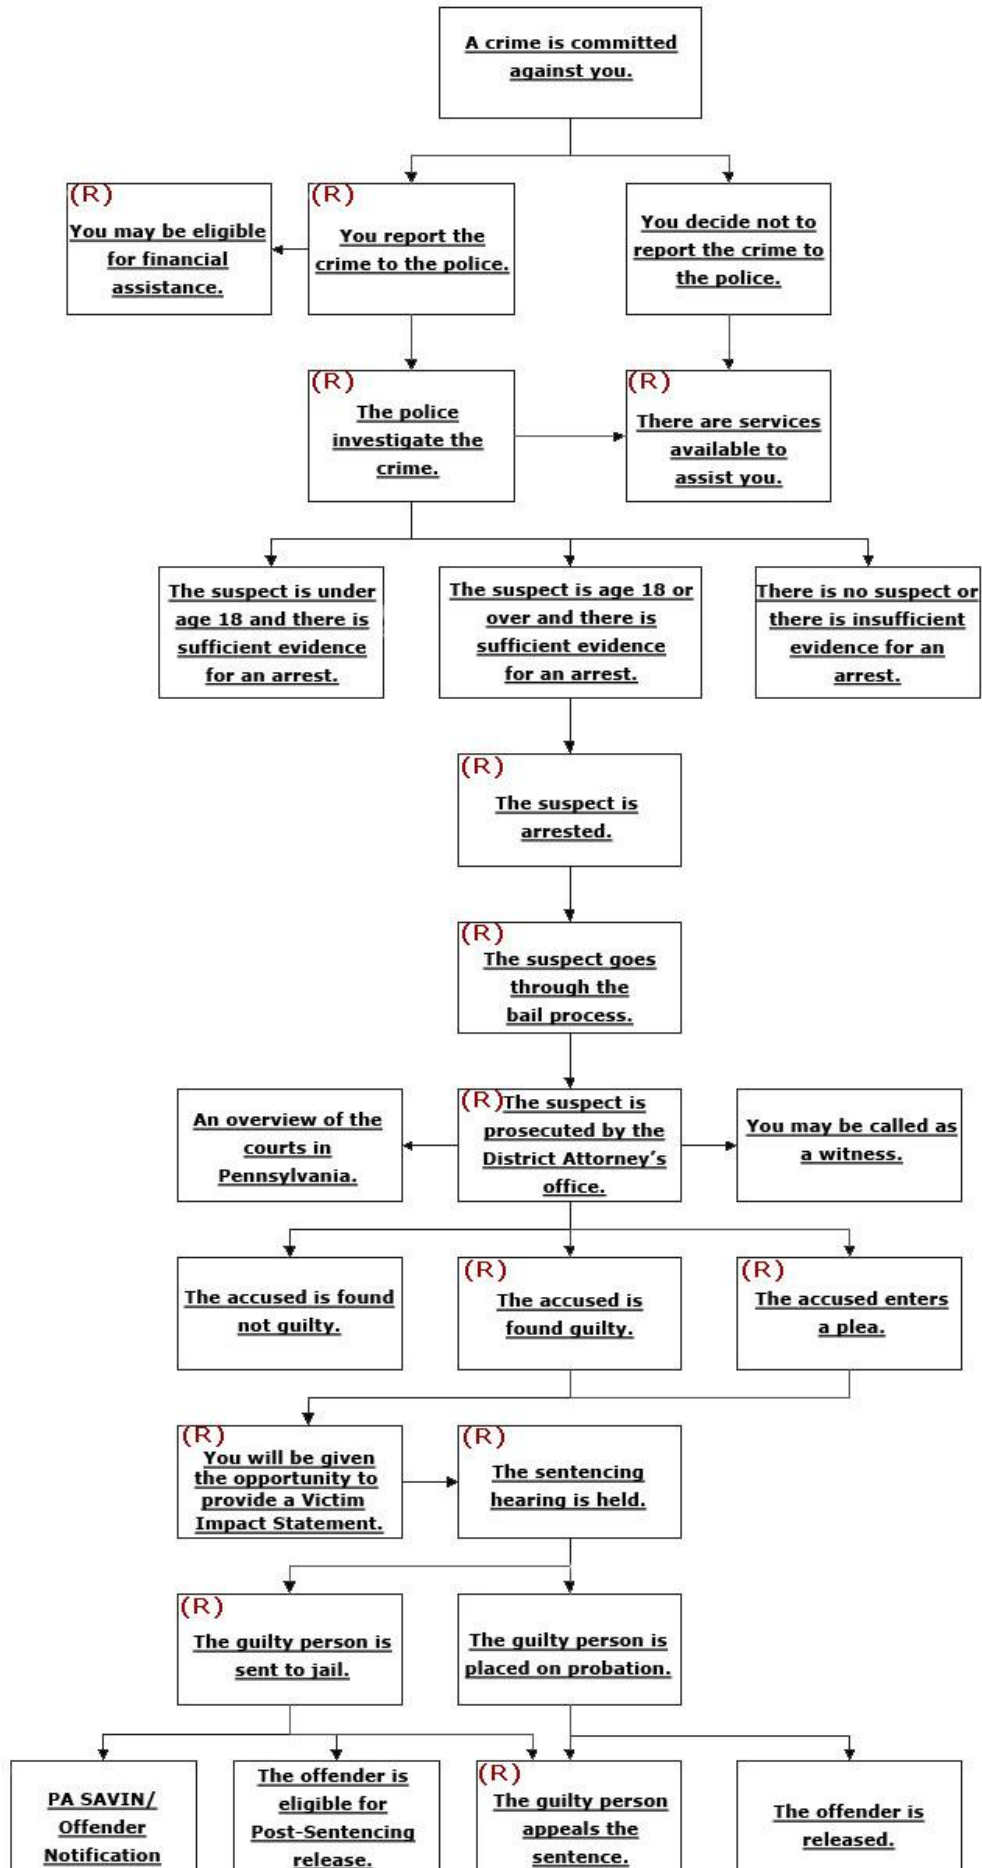 A crime is committed
against you.
(R)
You may be eligible
for financial
assistance.
(R)
You report the
crime to the police.
You decide not to
report the crime to
the police.
(R)
The police
investigate the
crime.
(R)
There are services
available to
assist you.
The suspect is under
age 18 and there is
sufficient evidence
for an arrest.
The suspect is age 18 or
over and there is
sufficient evidence
for an arrest.
There is no suspect or
there is insufficient
evidence for an
arrest.
(R)
The suspect is
arrested.
(R)
The suspect goes
through the
bail process.
An overview of the
courts in
Pennsylvania.
(R) The suspect is
prosecuted by the
District Attorney’s
office.
You may be called as
a witness.
The accused is found
not guilty.
(R)
The accused is
found guilty.
(R)
The accused enters
a plea.
(R)
You will be given
the opportunity to
provide a Victim
Impact Statement.
(R)
The sentencing
hearing is held.
(R)
The guilty person is
sent to jail.
The guilty person is
placed on probation.
PA SAVIN/
Offender
Notification
The offender is
eligible for
Post-Sentencing
release.
(R)
The guilty person
appeals the
sentence.
The offender is
released.